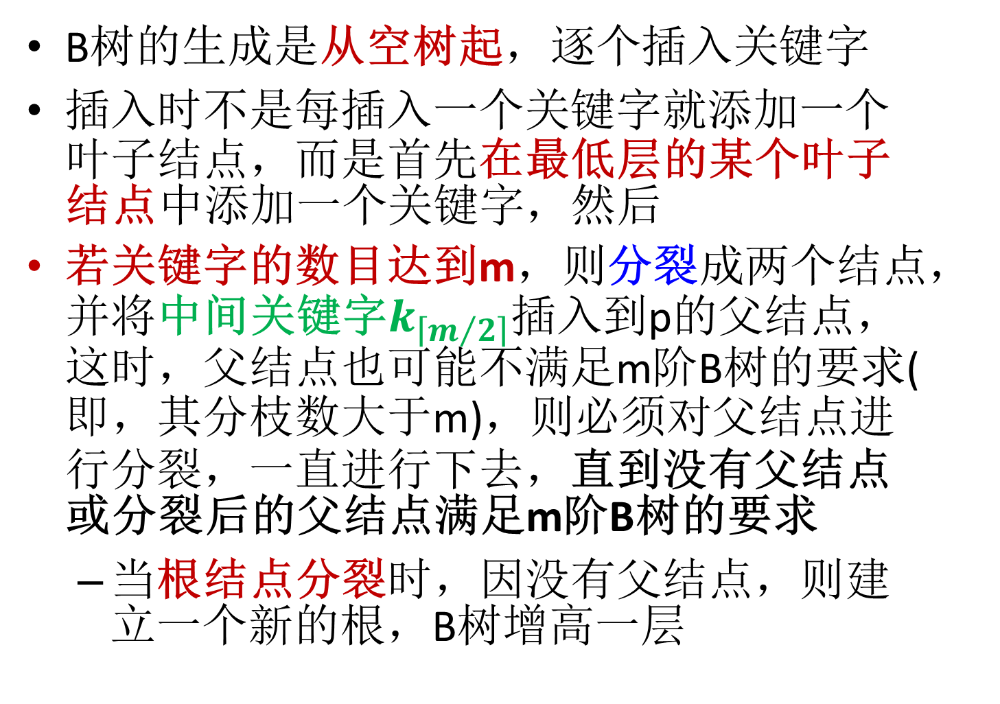 • B树的生成是从空树起，逐个插入关键字
• 插入时不是每插入一个关键字就添加一个
叶子结点，而是首先在最低层的某个叶子
结点中添加一个关键字，然后
• 若关键字的数目达到m，则分裂成两个结点，
并将中间关键字k⌈m/2⌉插入到p的父结点，
这时，父结点也可能不满足m阶B树的要求(
即，其分枝数大于m)，则必须对父结点进
行分裂，一直进行下去，直到没有父结点
或分裂后的父结点满足m阶B树的要求
– 当根结点分裂时，因没有父结点，则建
立一个新的根，B树增高一层